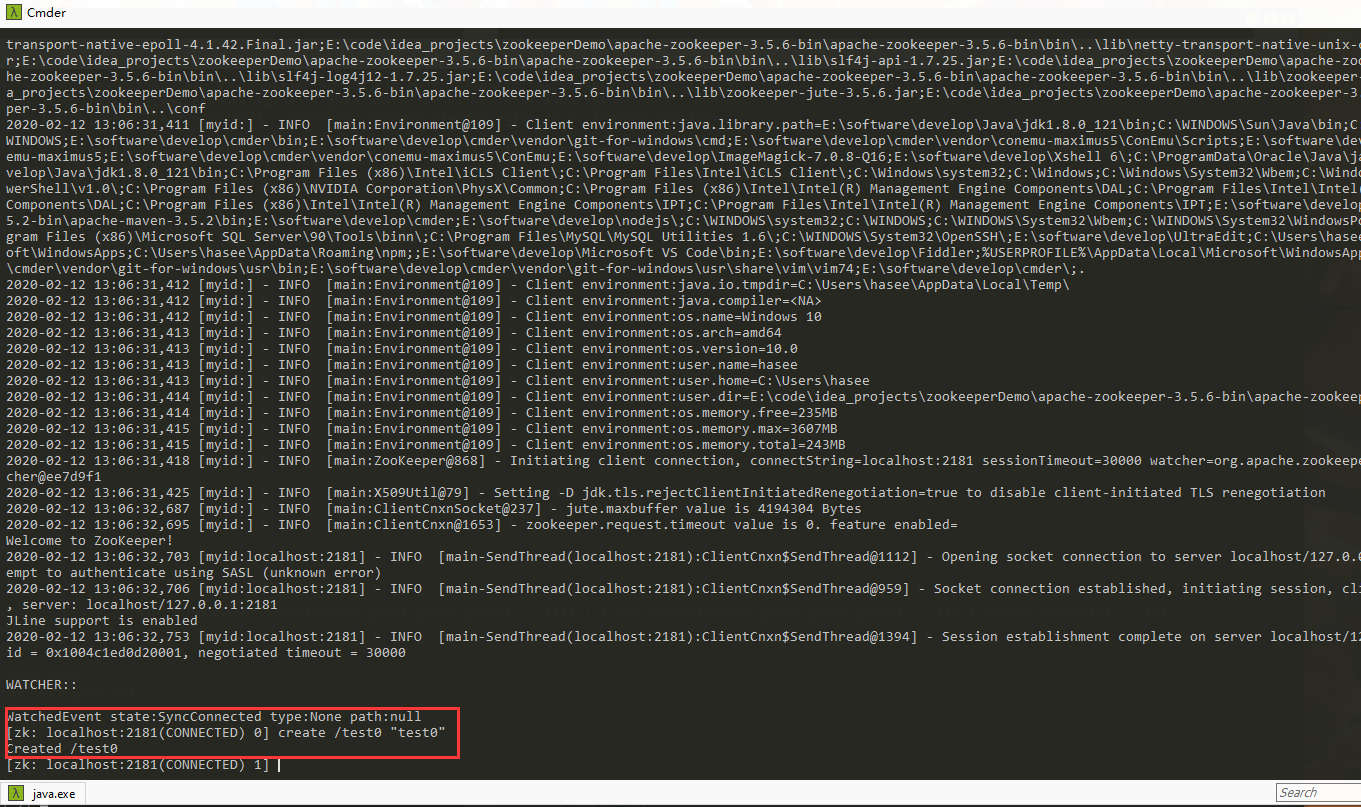 Cmder
transport-native-epoll-4.1.42.Final.jar;E:\code\idea_projects\zookeeperDemo\apache-zookeeper-3.5.6-bin\apache-zookeeper-3.5.6-bin\bin\..\lib\netty-transport-native-unix-c
r;E:\code\idea_projects\zookeeperDemo\apache-zookeeper-3.5.6-bin\apache-zookeeper-3.5.6-bin\bin\..\lib\slf4j-api-1.7.25.jar;E:\code\idea_projects\zookeeperDemo\apache-zoo
he-zookeeper-3.5.6-bin\bin\..\lib\slf4j-log4j12-1.7.25.jar;E:\code\idea_projects\zookeeperDemo\apache-zookeeper-3.5.6-bin\apache-zookeeper-3.5.6-bin\bin\..\lib\zookeeper-
a_projects\zookeeperDemo\apache-zookeeper-3.5.6-bin\apache-zookeeper-3.5.6-bin\bin\..\lib\zookeeper-jute-3.5.6.jar;E:\code\idea_projects\zookeeperDemo\apache-zookeeper-3.
per-3.5.6-bin\bin\..\conf
2020-02-12 13:06:31,411 [myid:] - INFO  [main:Environment@109] - Client environment:java.library.path=E:\software\develop\Java\jdk1.8.0_121\bin;C:\WINDOWS\Sun\Java\bin;C
WINDOWS;E:\software\develop\cmder\bin;E:\software\develop\cmder\vendor\git-for-windows\cmd;E:\software\develop\cmder\vendor\conemu-maximus5\ConEmu\Scripts;E:\software\dev
emu-maximus5;E:\software\develop\cmder\vendor\conemu-maximus5\ConEmu;E:\software\develop\ImageMagick-7.0.8-Q16;E:\software\develop\Xshell 6\;C:\ProgramData\Oracle\Java\ja
velop\Java\jdk1.8.0_121\bin;C:\Program Files (x86)\Intel\iCLS Client\;C:\Program Files\Intel\iCLS Client\;C:\Windows\system32;C:\Windows;C:\Windows\System32\Wbem;C:\Windo
werShell\v1.0\;C:\Program Files (x86)\NVIDIA Corporation\PhysX\Common;C:\Program Files (x86)\Intel\Intel(R) Management Engine Components\DAL;C:\Program Files\Intel\Intel
Components\DAL;C:\Program Files (x86)\Intel\Intel(R) Management Engine Components\IPT;C:\Program Files\Intel\Intel(R) Management Engine Components\IPT;E:\software\develop
5.2-bin\apache-maven-3.5.2\bin;E:\software\develop\cmder;E:\software\develop\nodejs\;C:\WINDOWS\system32;C:\WINDOWS;C:\WINDOWS\System32\Wbem;C:\WINDOWS\System32\WindowsPo
gram Files (x86)\Microsoft SQL Server\90\Tools\binn\;C:\Program Files\MySQL\MySQL Utilities 1.6\;C:\WINDOWS\System32\OpenSSH\;E:\software\develop\UltraEdit;C:\Users\hasee
oft\WindowsApps;C:\Users\hasee\AppData\Roaming\npm;;E:\software\develop\Microsoft VS Code\bin;E:\software\develop\Fiddler;%USERPROFILE%\AppData\Local\Microsoft\WindowsApp
\cmder\vendor\git-for-windows\usr\bin;E:\software\develop\cmder\vendor\git-for-windows\usr\share\vim\vim74;E:\software\develop\cmder\;.
2020-02-12 13:06:31,412 [myid:] - INFO  [main:Environment@109] - Client environment:java.io.tmpdir=C:\Users\hasee\AppData\Local\Temp\
2020-02-12 13:06:31,412 [myid:] - INFO  [main:Environment@109] - Client environment:java.compiler=<NA>
2020-02-12 13:06:31,412 [myid:] - INFO  [main:Environment@109] - Client environment:os.name=Windows 10
2020-02-12 13:06:31,413 [myid:] - INFO  [main:Environment@109] - Client environment:os.arch=amd64
2020-02-12 13:06:31,413 [myid:] - INFO  [main:Environment@109] - Client environment:os.version=10.0
2020-02-12 13:06:31,413 [myid:] - INFO  [main:Environment@109] - Client environment:user.name=hasee
2020-02-12 13:06:31,413 [myid:] - INFO  [main:Environment@109] - Client environment:user.home=C:\Users\hasee
2020-02-12 13:06:31,414 [myid:] - INFO  [main:Environment@109] - Client environment:user.dir=E:\code\idea_projects\zookeeperDemo\apache-zookeeper-3.5.6-bin\apache-zookeepe
2020-02-12 13:06:31,414 [myid:] - INFO  [main:Environment@109] - Client environment:os.memory.free=235MB
2020-02-12 13:06:31,415 [myid:] - INFO  [main:Environment@109] - Client environment:os.memory.max=3607MB
2020-02-12 13:06:31,415 [myid:] - INFO  [main:Environment@109] - Client environment:os.memory.total=243MB
2020-02-12 13:06:31,418 [myid:] - INFO  [main:ZooKeeper@868] - Initiating client connection, connectString=localhost:2181 sessionTimeout=30000 watcher=org.apache.zookeepe
cher@ee7d9f1
2020-02-12 13:06:31,425 [myid:] - INFO  [main:X509Util@79] - Setting -D jdk.tls.rejectClientInitiatedRenegotiation=true to disable client-initiated TLS renegotiation
2020-02-12 13:06:32,687 [myid:] - INFO  [main:ClientCnxnSocket@237] - jute.maxbuffer value is 4194304 Bytes
2020-02-12 13:06:32,695 [myid:] - INFO  [main:ClientCnxn@1653] - zookeeper.request.timeout value is 0. feature enabled=
Welcome to ZooKeeper!
2020-02-12 13:06:32,703 [myid:localhost:2181] - INFO  [main-SendThread(localhost:2181):ClientCnxn$SendThread@1112] - Opening socket connection to server localhost/127.0.0
empt to authenticate using SASL (unknown error)
2020-02-12 13:06:32,706 [myid:localhost:2181] - INFO  [main-SendThread(localhost:2181):ClientCnxn$SendThread@959] - Socket connection established, initiating session, cli
, server: localhost/127.0.0.1:2181
JLine support is enabled
2020-02-12 13:06:32,753 [myid:localhost:2181] - INFO  [main-SendThread(localhost:2181):ClientCnxn$SendThread@1394] - Session establishment complete on server localhost/12
id = 0x1004c1ed0d20001, negotiated timeout = 30000
WATCHER::
WatchedEvent state:SyncConnected type:None path:null
[zk: localhost:2181(CONNECTED) 0] create /test0 "test0"
Created /test0
[zk: localhost:2181(CONNECTED) 1]
java.exe
Search